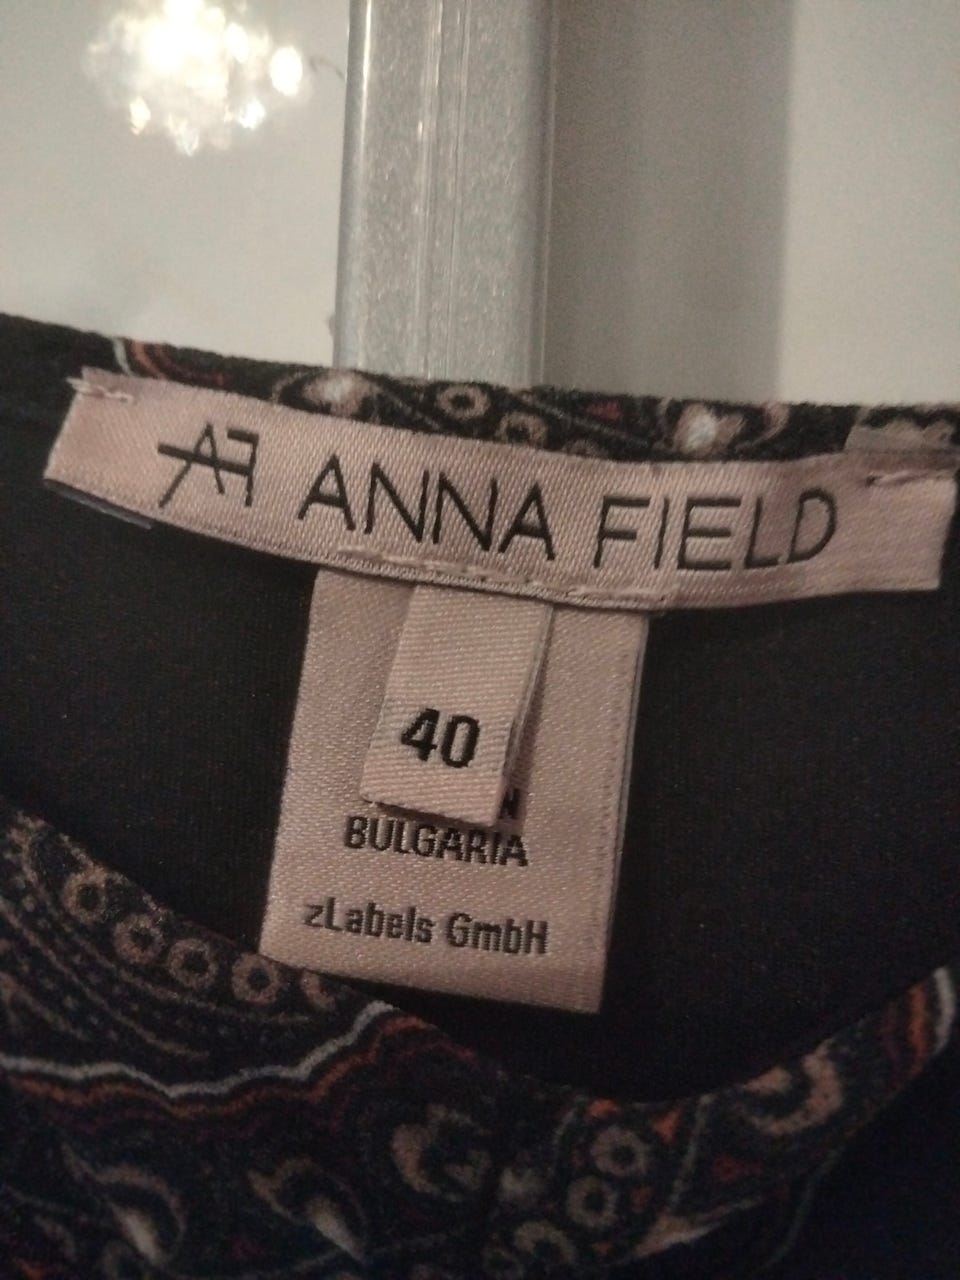 AF ANNA FIELD
40
N
BULGARIA
zLabels GmbH